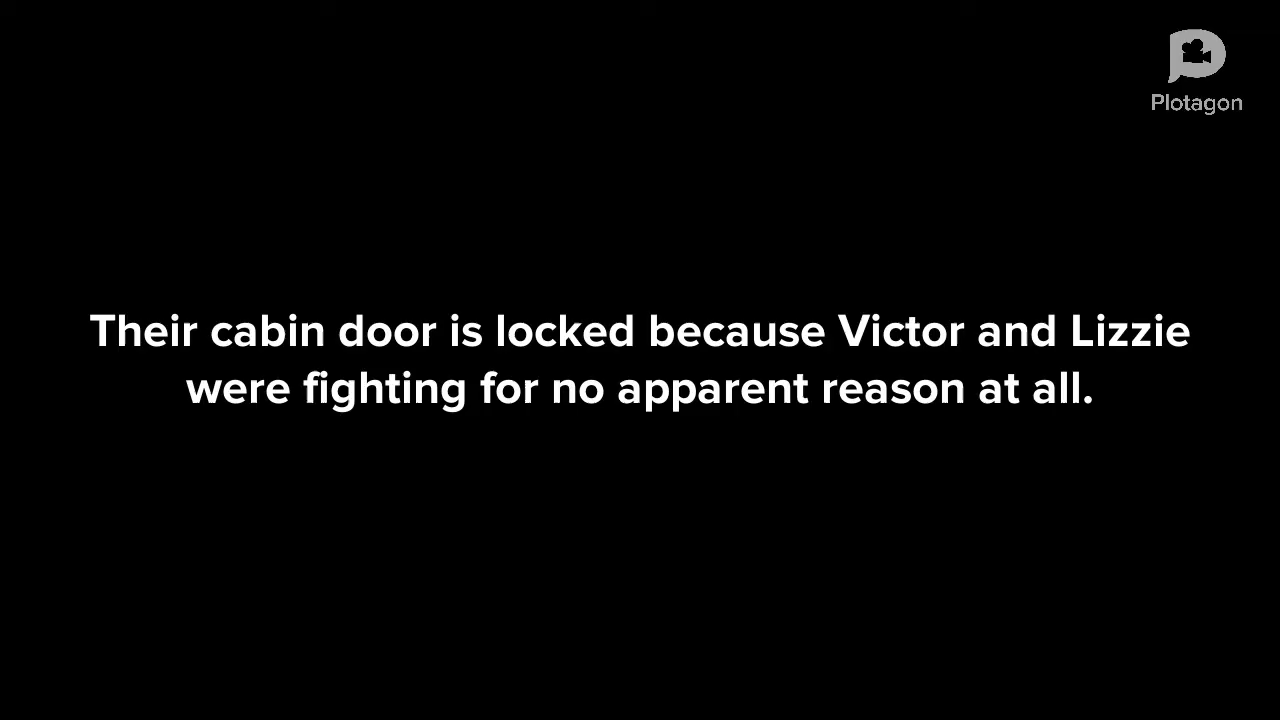 Plotagon
Their cabin door is locked because Victor and Lizzie
were fighting for no apparent reason at all.